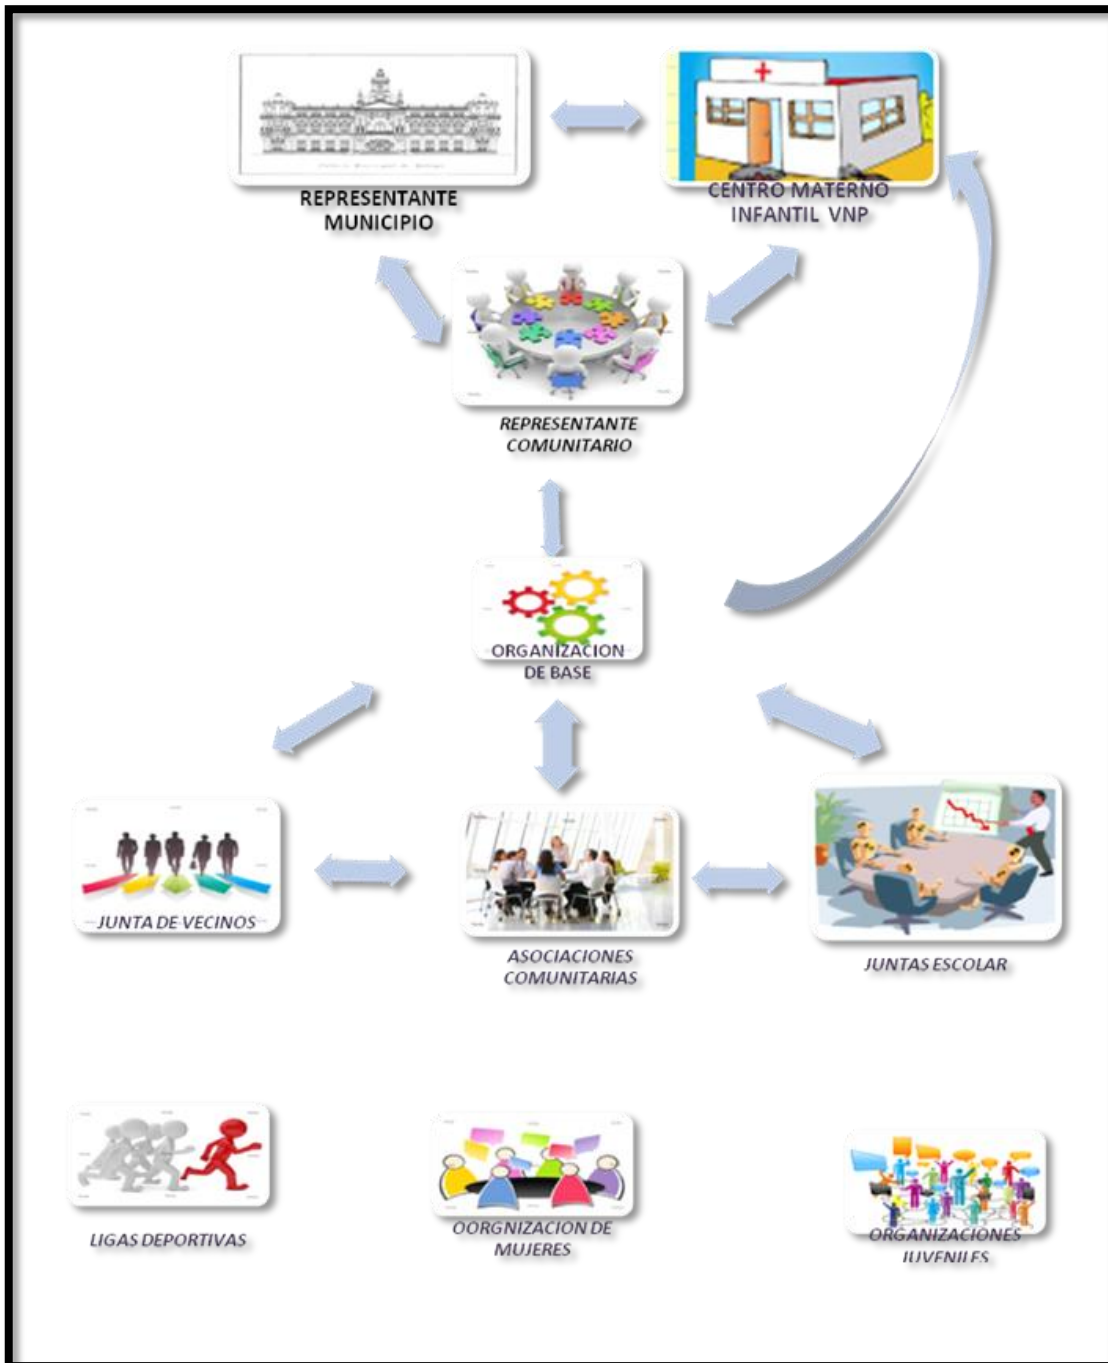 REPRESENTANTE
MUNICIPIO
CENTRO MATERNO
INFANTIL VNP
REPRESENTANTE
COMUNITARIO
ORGANIZACION
DE BASE
JUNTA DE VECINOS
ASOCIACIONES
COMUNITARIAS
JUNTAS ESCOLAR
LIGAS DEPORTIVAS
OORGNIZACION DE
MUJERES
ORGANIZACIONES
JUVENILES